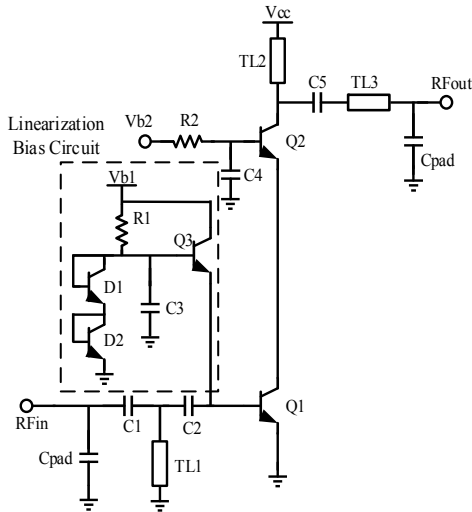 Vcc
TL2
C5
TL3
RFout
Vb2
R2
Q2
Linearization
Bias Circuit
C4
Cpad
Vb1
R1
Q3
D1
C3
D2
RFin
C1
C2
Q1
Cpad
TL1